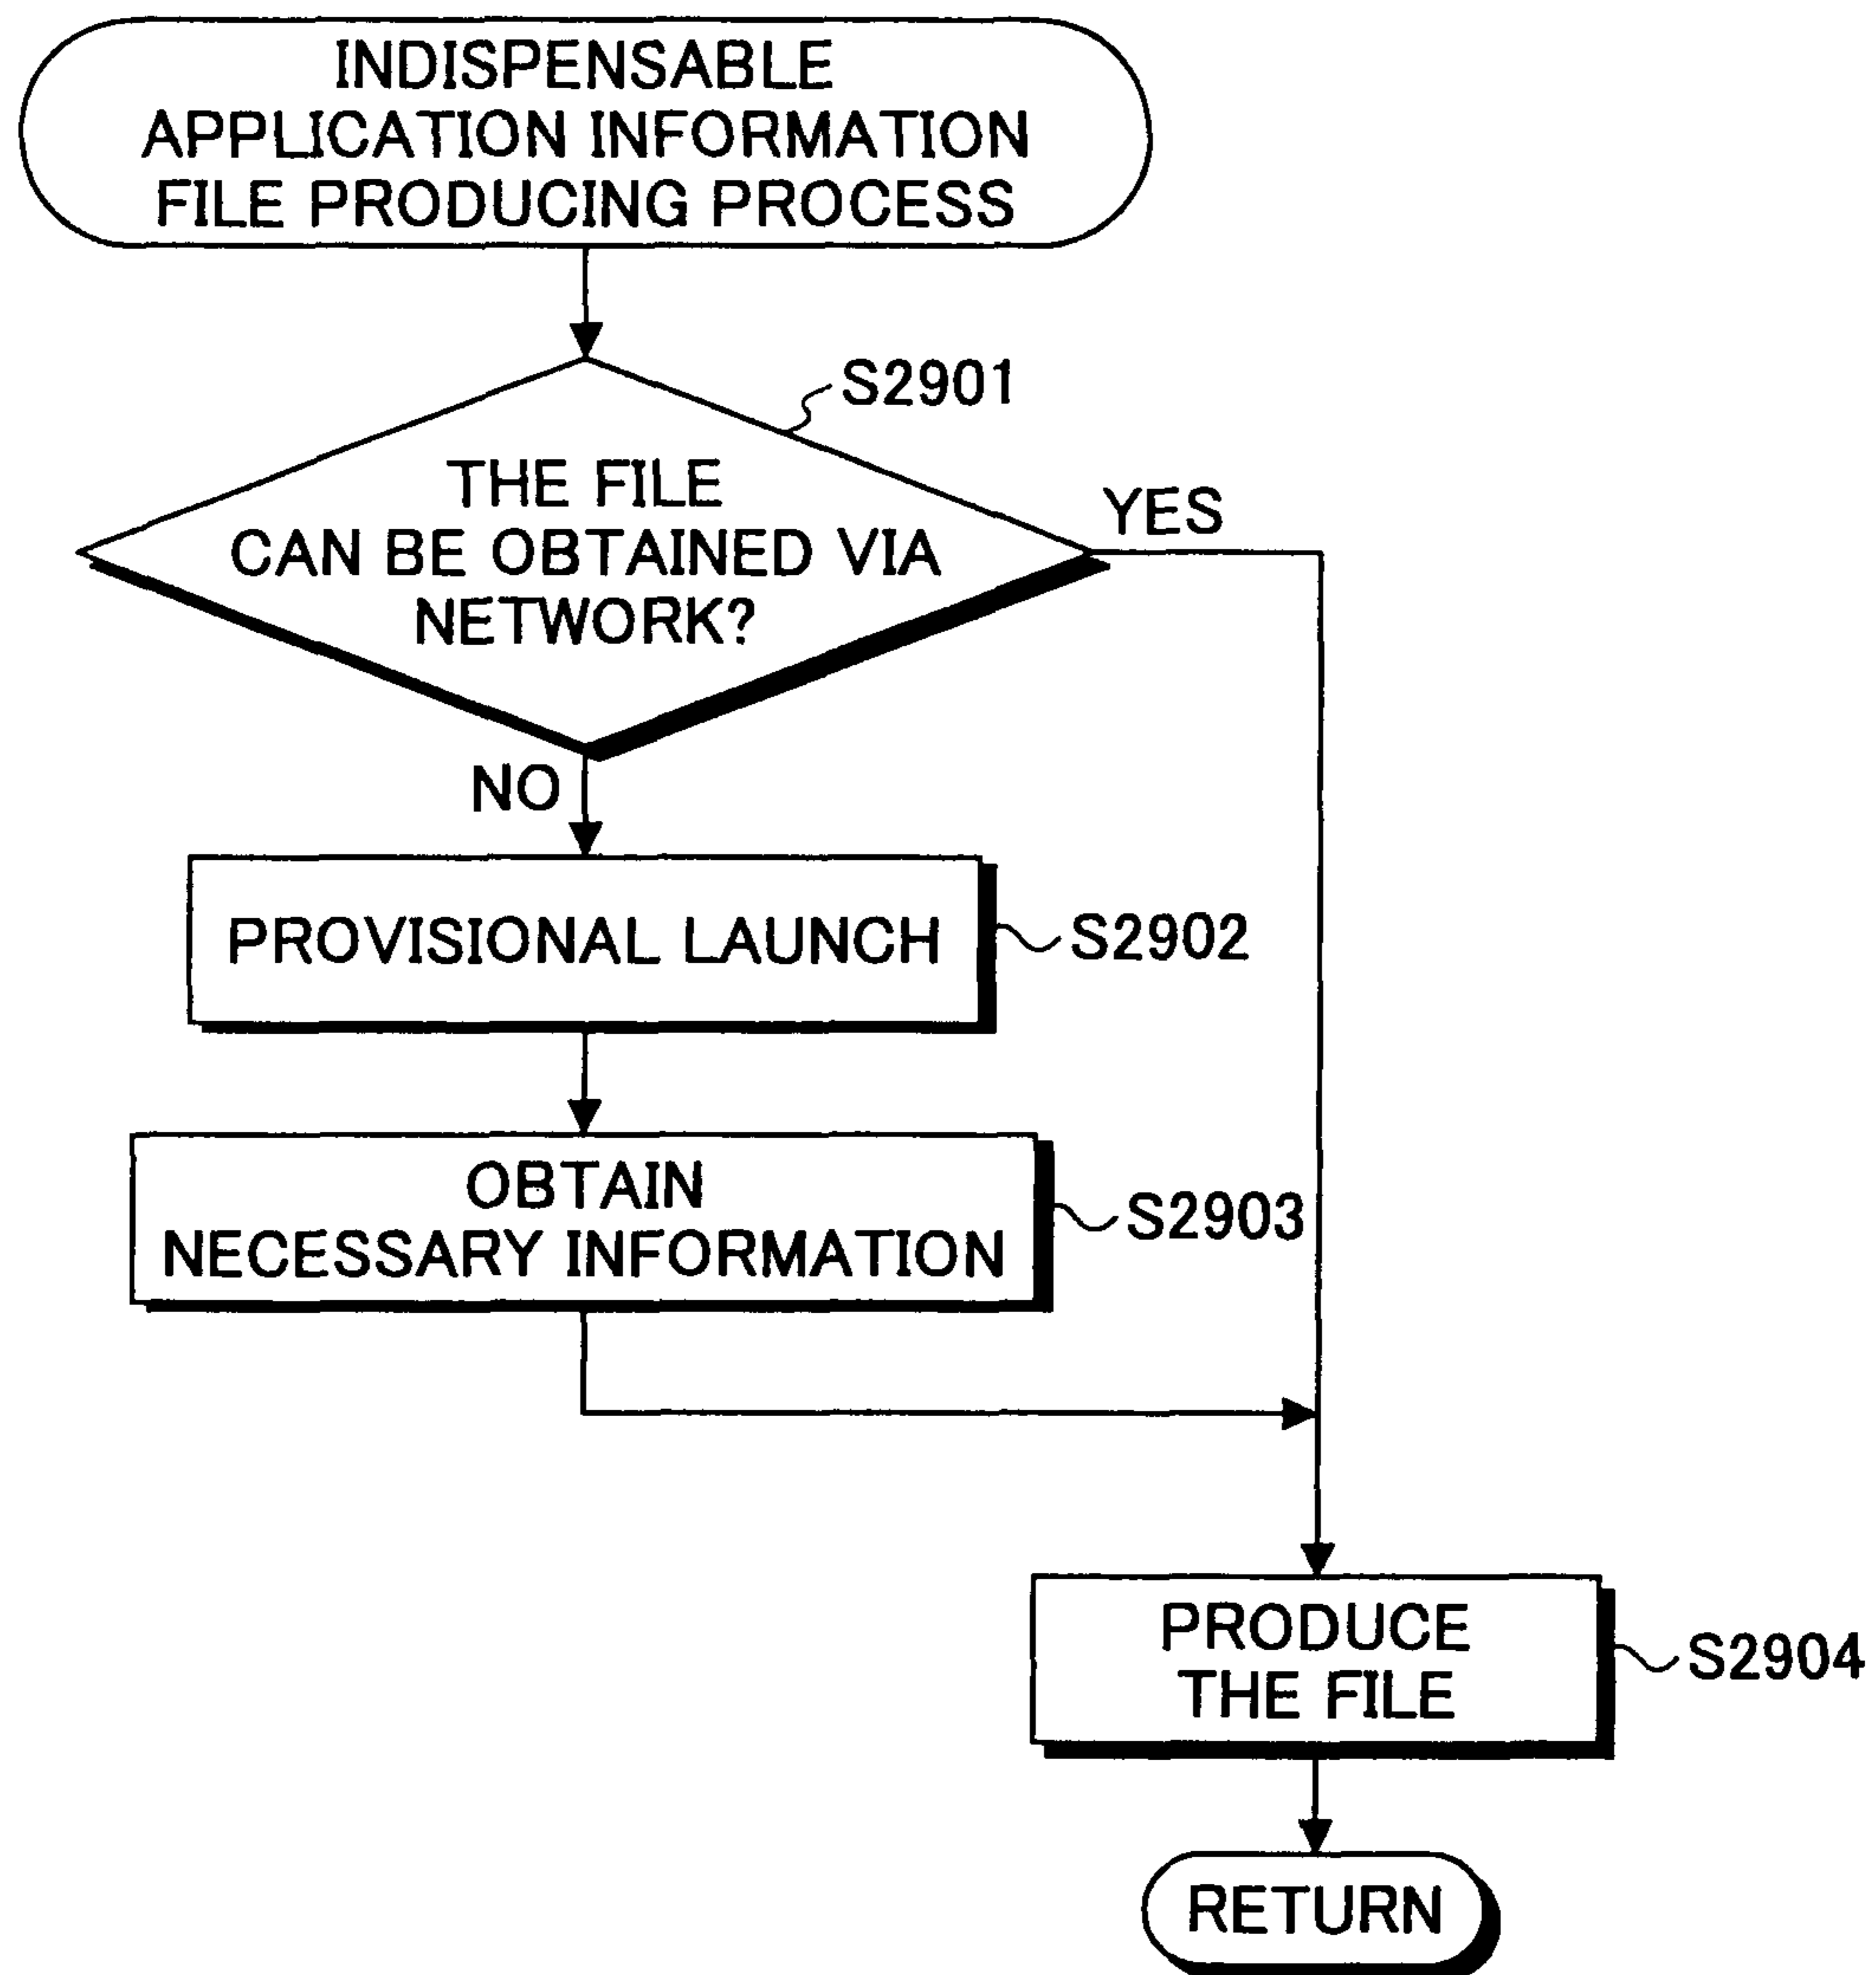 INDISPENSABLE
APPLICATION INFORMATION
FILE PRODUCING PROCESS
S2901
THE FILE
CAN BE OBTAINED VIA
NETWORK?
YES
NO
PROVISIONAL LAUNCH
S2902
OBTAIN
NECESSARY INFORMATION
S2903
PRODUCE
THE FILE
S2904
RETURN